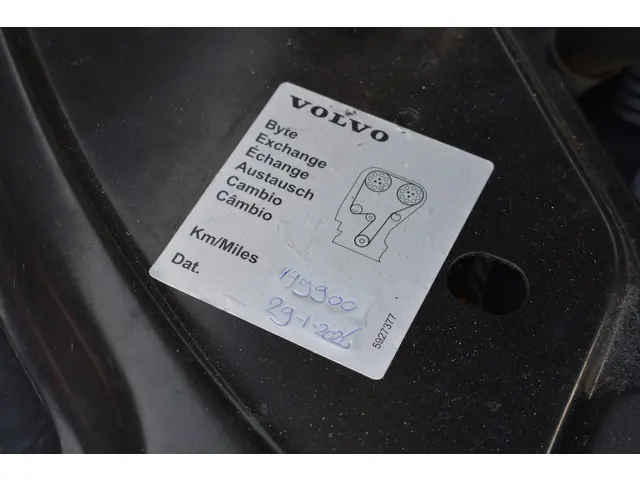 VOLVO
Byte
Exchange
Échange
Austausch
Cambio
Câmbio
Km/Miles
149900
Dat.
29-1-2026
5927377